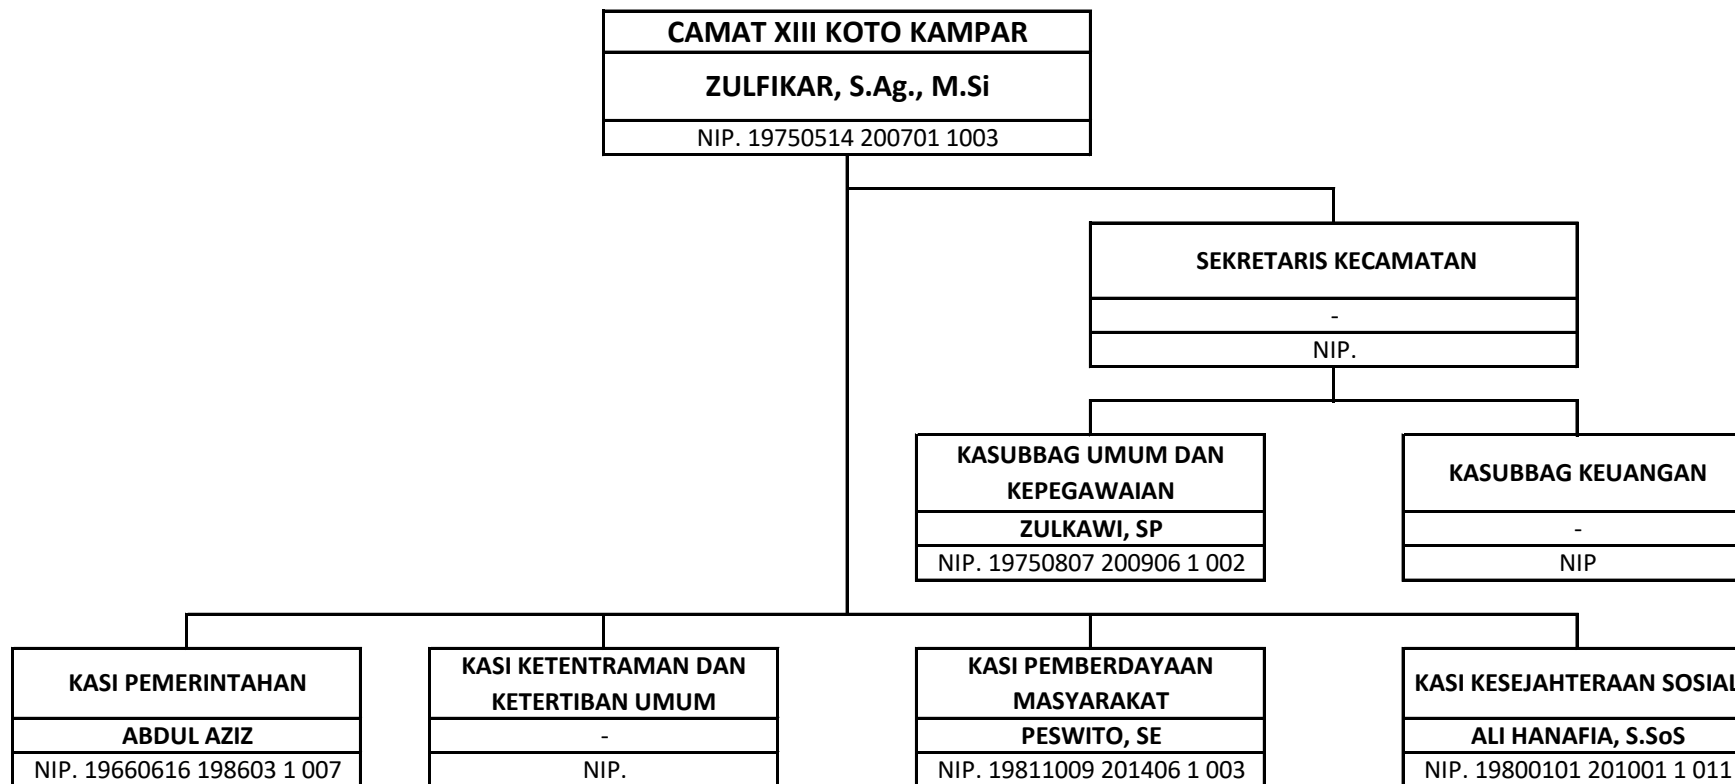 CAMAT XIII KOTO KAMPAR
ZULFIKAR, S.Ag., M.Si
NIP. 19750514 200701 1003
SEKRETARIS KECAMATAN
-
NIP.
KASUBBAG UMUM DAN
KEPEGAWAIAN
ZULKAWI, SP
NIP. 19750807 200906 1 002
KASUBBAG KEUANGAN
-
NIP
KASI PEMERINTAHAN
ABDUL AZIZ
NIP. 19660616 198603 1 007
KASI KETENTRAMAN DAN
KETERTIBAN UMUM
-
NIP.
KASI PEMBERDAYAAN
MASYARAKAT
PESWITO, SE
NIP. 19811009 201406 1 003
KASI KESEJAHTERAAN SOSIAL
ALI HANAFIA, S.SoS
NIP. 19800101 201001 1 011